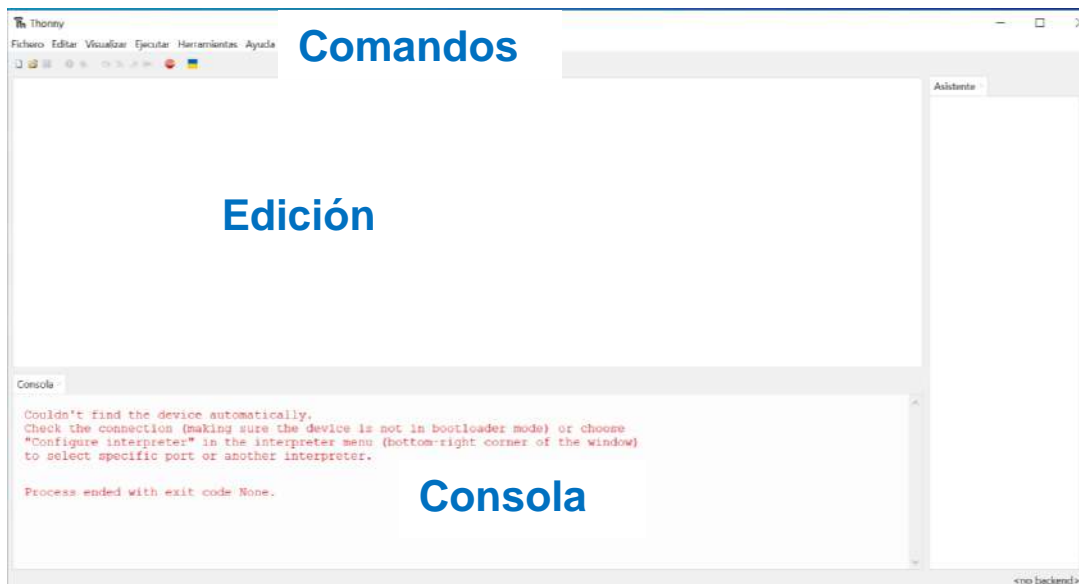 Thonny
Fichero Editar Visualizar Ejecutar Herramientas Ayuda
Comandos
Asistente
Edición
Consola
Couldn't find the device automatically.
Check the connection (making sure the device is not in bootloader mode) or choose
"Configure interpreter" in the interpreter menu (bottom-right corner of the window)
to select specific port or another interpreter.
Process ended with exit code None.
Consola
<no backend>